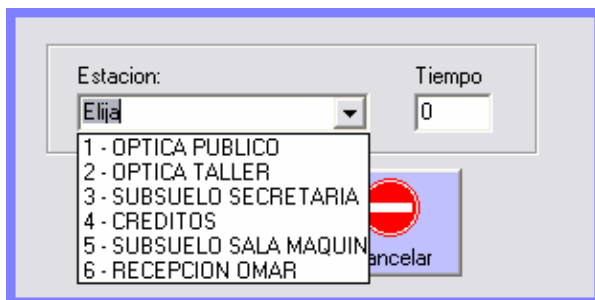 Estacion: Tiempo
Elija 0
1 - OPTICA PUBLICO
2 - OPTICA TALLER
3 - SUBSUELO SECRETARIA
4 - CREDITOS
5 - SUBSUELO SALA MAQUIN
6 - RECEPCION OMAR
ancelar